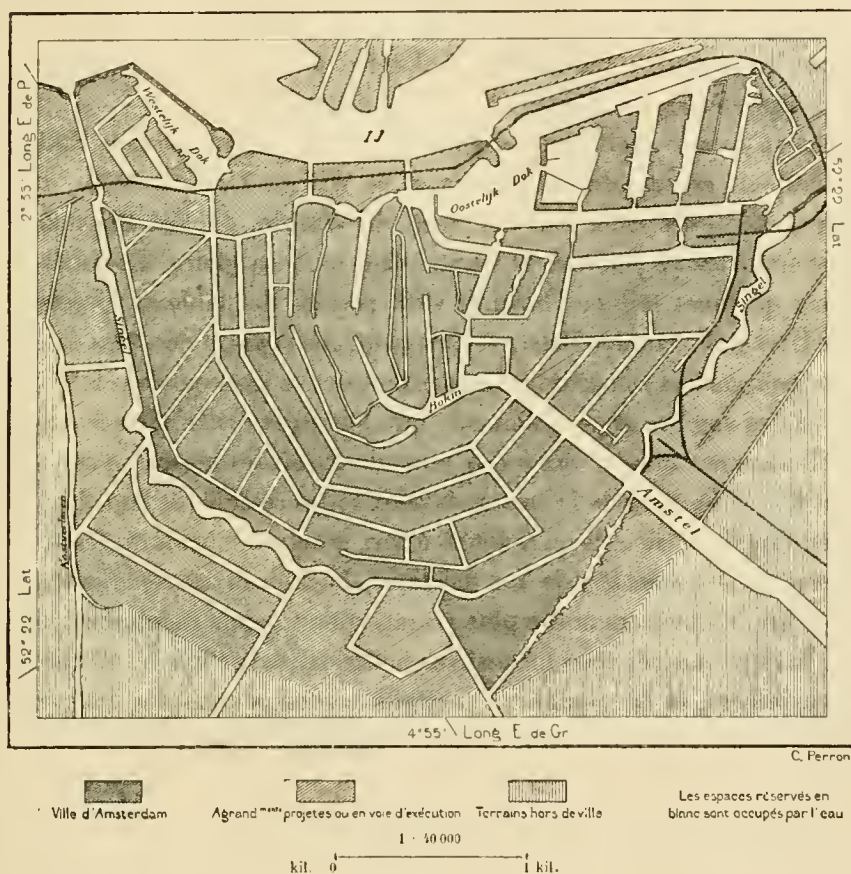 2° 35' Long E de P.
Westelijk Dok
IJ
Oostelijk Dok
52°22 Lat
Singel
Singel
Rokin
Amstel
52° 22 Lat
4°55' Long E de Gr
C. Perron
Ville d'Amsterdam
Agrand ments projetés ou en voie d'exécution
Terrains hors de ville
Les espaces réservés en
blanc sont occupés par l'eau
1 : 40 000
kil. 0 1 kil.